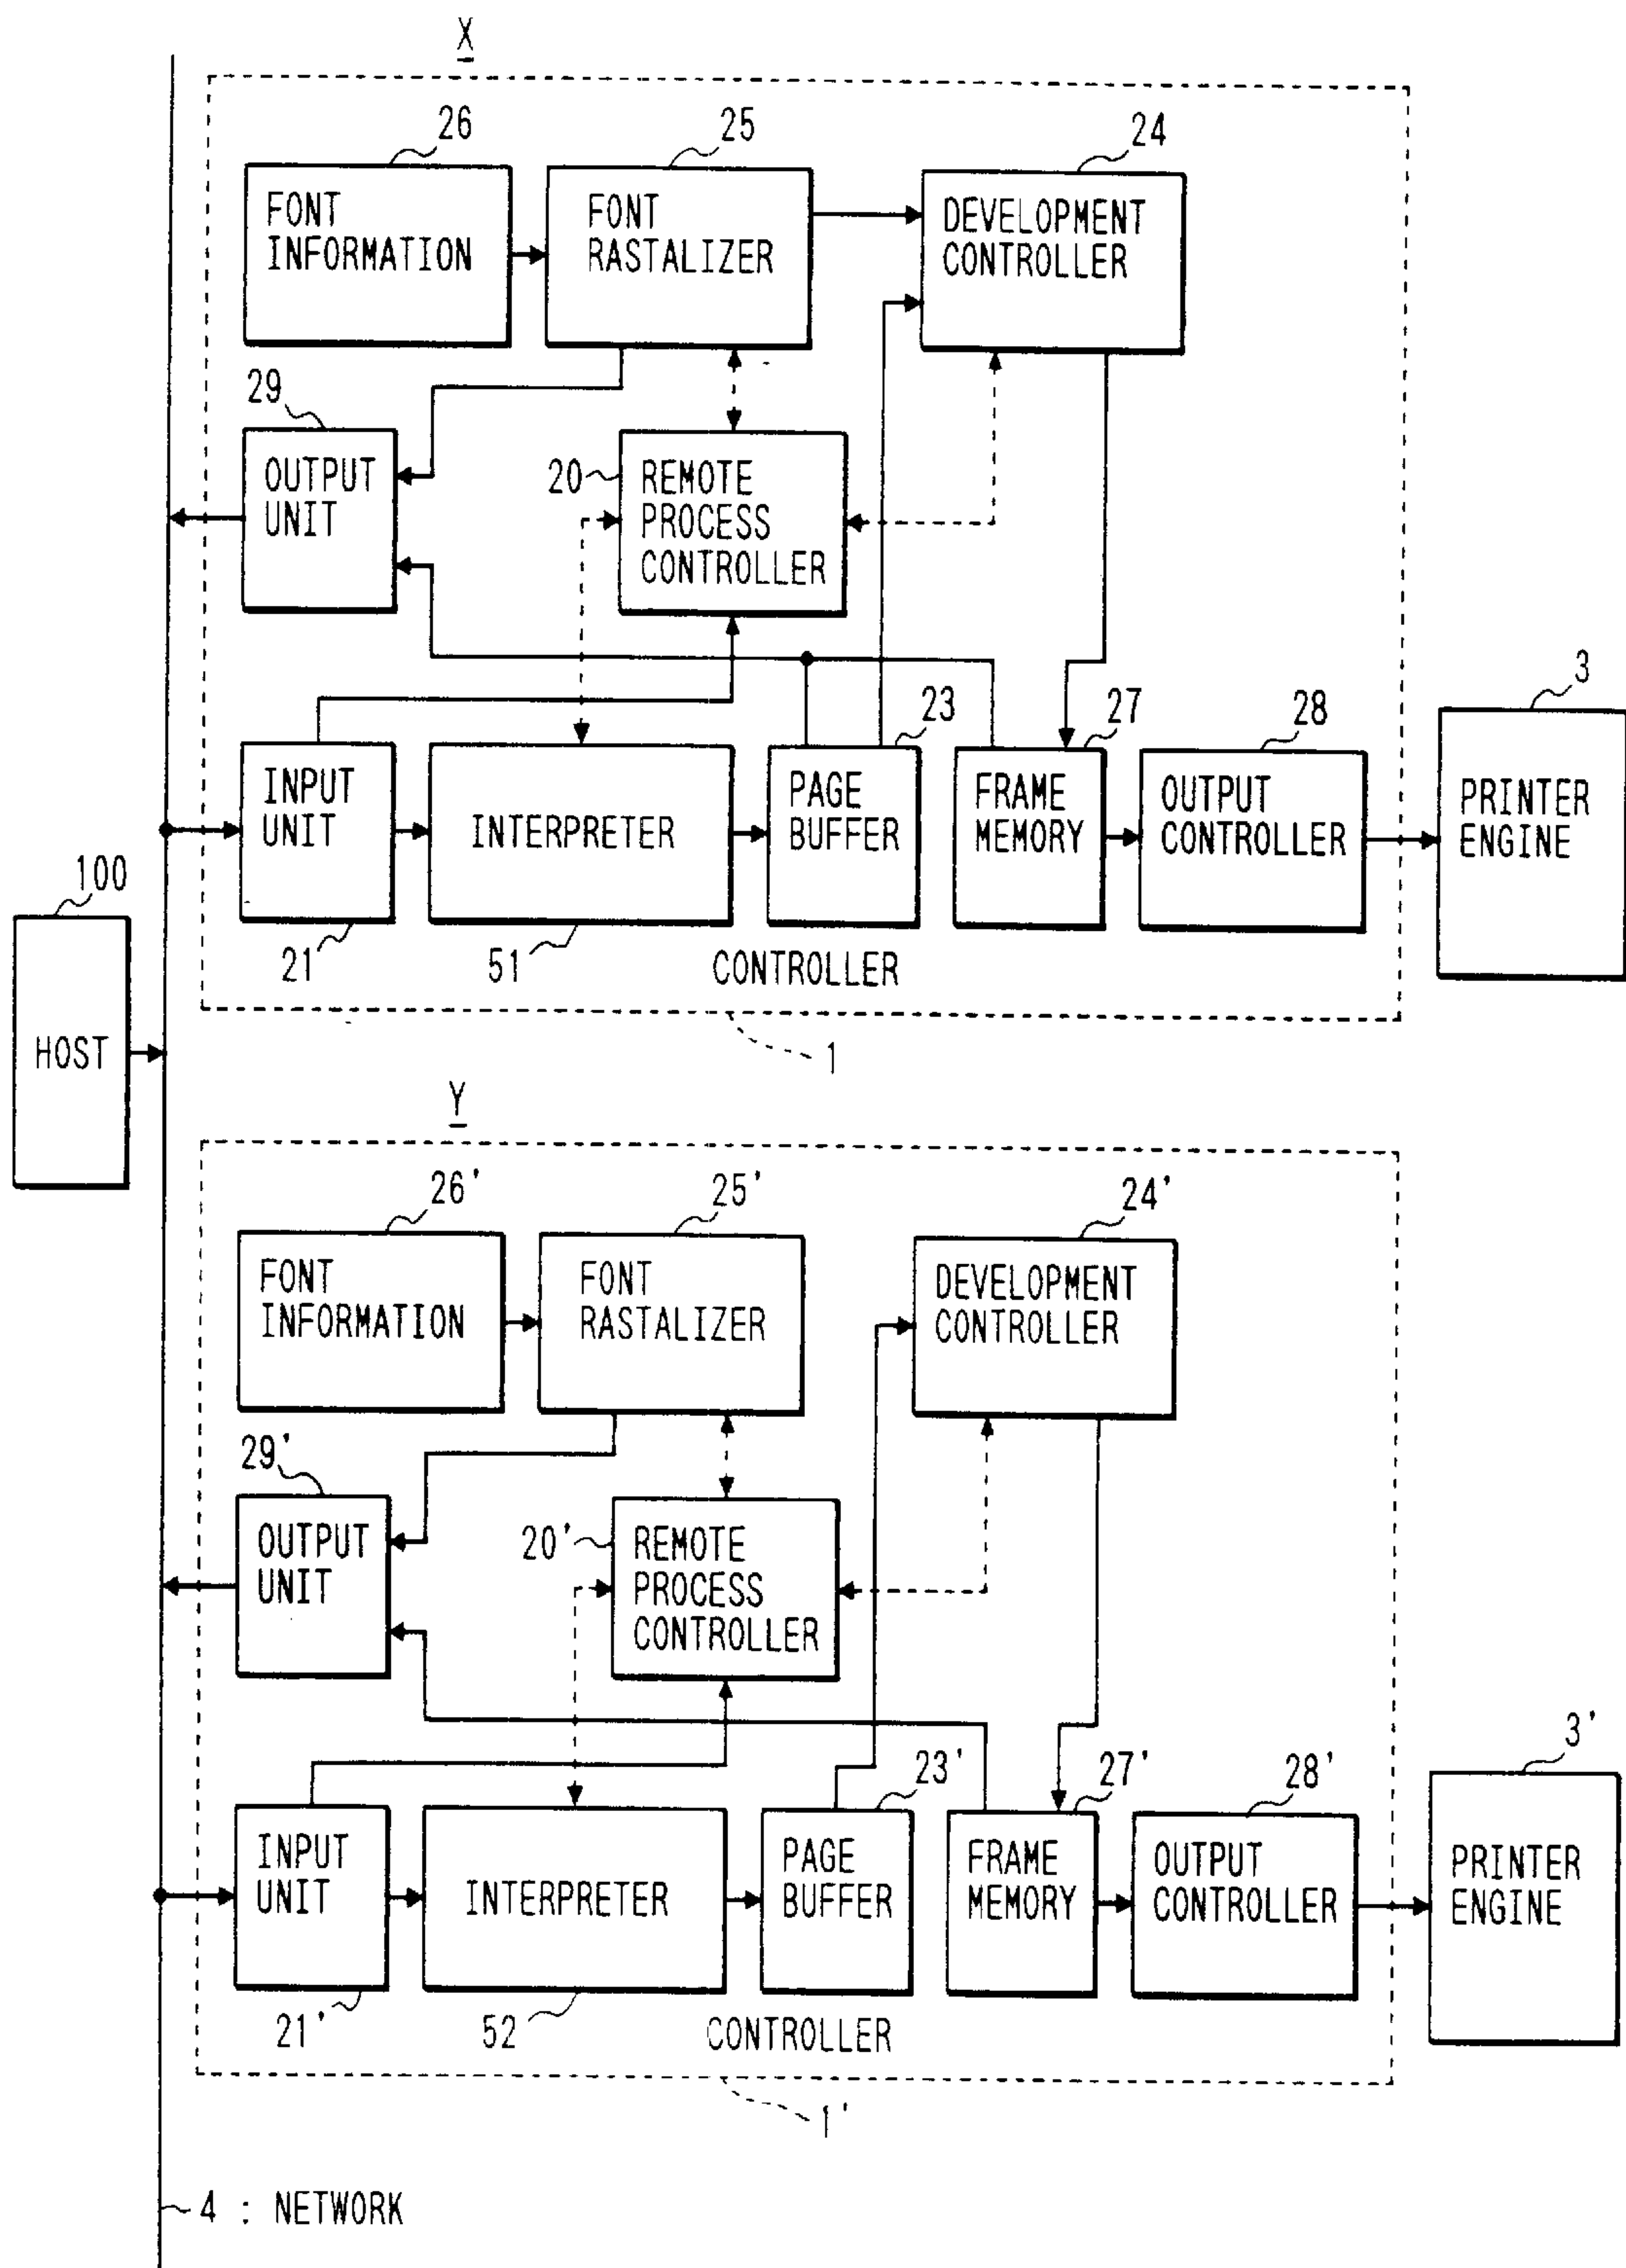 X
26
25
24
FONT
INFORMATION
FONT
RASTALIZER
DEVELOPMENT
CONTROLLER
29
OUTPUT
UNIT
20
REMOTE
PROCESS
CONTROLLER
23
27
28
3
INPUT
UNIT
INTERPRETER
PAGE
BUFFER
FRAME
MEMORY
OUTPUT
CONTROLLER
PRINTER
ENGINE
100
HOST
21
51
CONTROLLER
1
Y
26'
25'
24'
FONT
INFORMATION
FONT
RASTALIZER
DEVELOPMENT
CONTROLLER
29'
OUTPUT
UNIT
20'
REMOTE
PROCESS
CONTROLLER
23'
27'
28'
3'
INPUT
UNIT
INTERPRETER
PAGE
BUFFER
FRAME
MEMORY
OUTPUT
CONTROLLER
PRINTER
ENGINE
21'
52
CONTROLLER
1'
4 : NETWORK